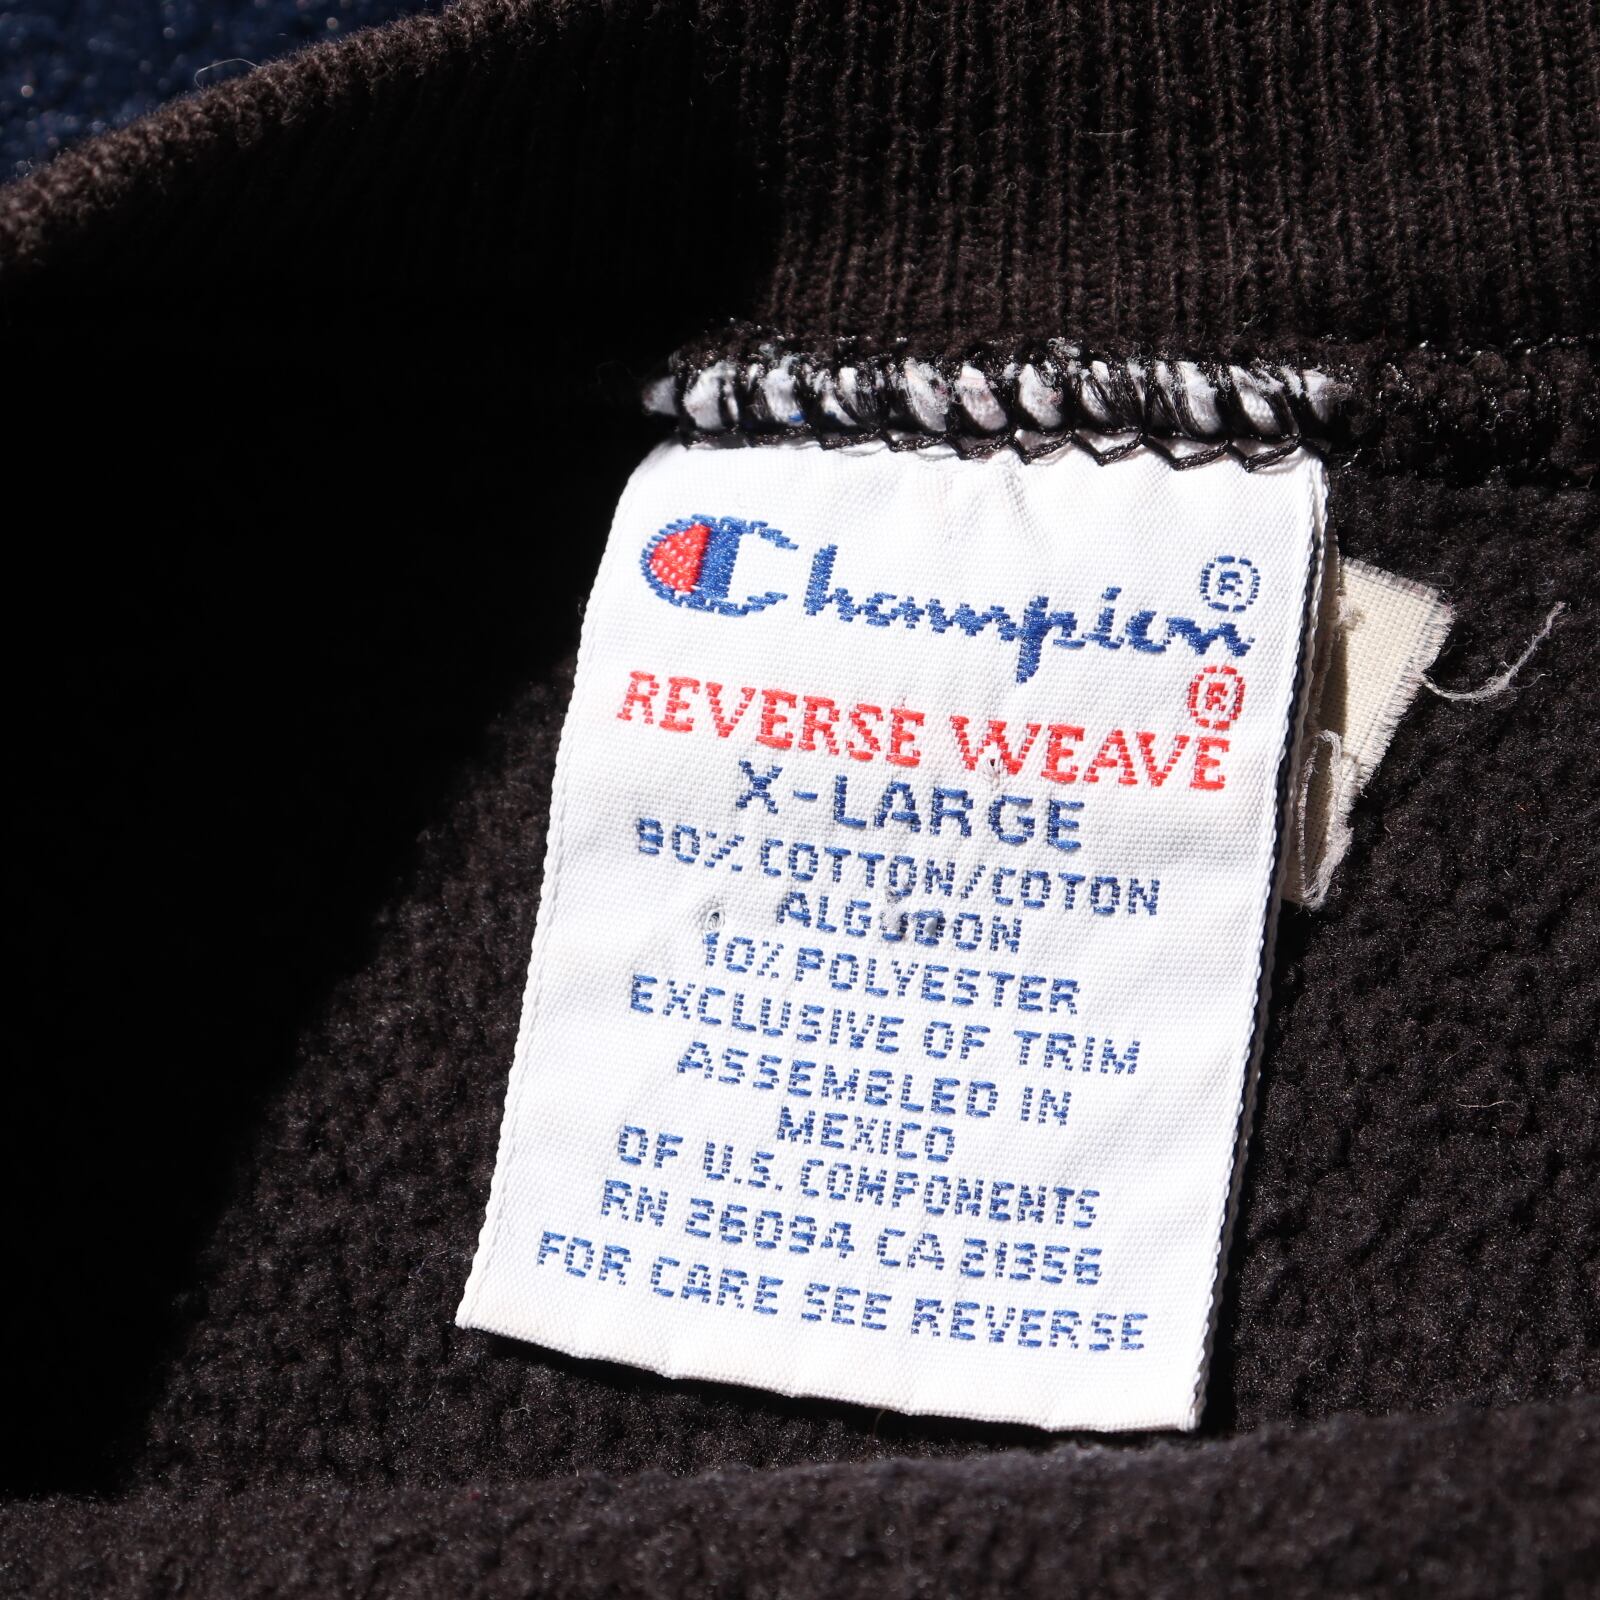 Champion®
REVERSE WEAVE®
X-LARGE
90% COTTON/COTON
ALGODON
10% POLYESTER
EXCLUSIVE OF TRIM
ASSEMBLED IN
MEXICO
OF U.S. COMPONENTS
RN 26094 CA 21356
FOR CARE SEE REVERSE